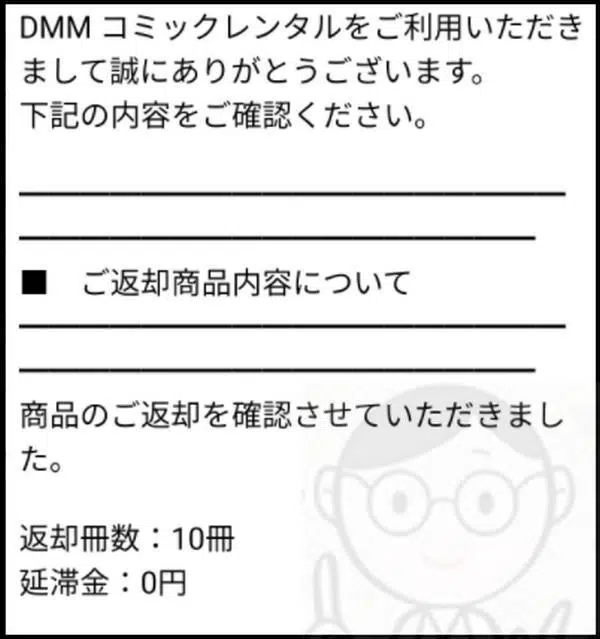 DMM コミックレンタルをご利用いただき
まして誠にありがとうございます。
下記の内容をご確認ください。
■　ご返却商品内容について
商品のご返却を確認させていただきまし
た。
返却冊数：10冊
延滞金：0円